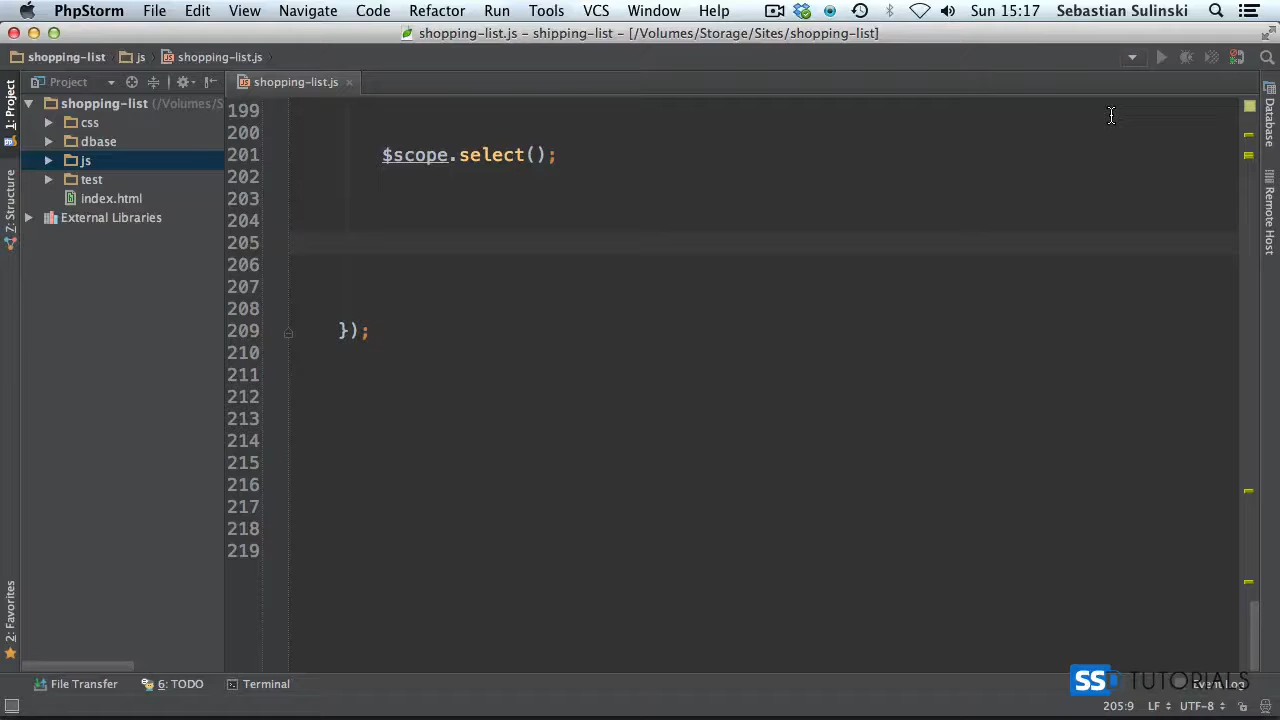 PhpStorm File Edit View Navigate Code Refactor Run Tools VCS Window Help Sun 15:17 Sebastian Sulinski
shopping-list.js - shipping-list - [/Volumes/Storage/Sites/shopping-list]
shopping-list js shopping-list.js
Project shopping-list.js
shopping-list (/Volumes/S
css
dbase
js
test
index.html
External Libraries
1: Project
7: Structure
2: Favorites
199
200
201 $scope.select();
202
203
204
205
206
207
208
209 });
210
211
212
213
214
215
216
217
218
219
Database
Remote Host
File Transfer 6: TODO Terminal Event Log
SSD TUTORIALS
205:9 LF UTF-8